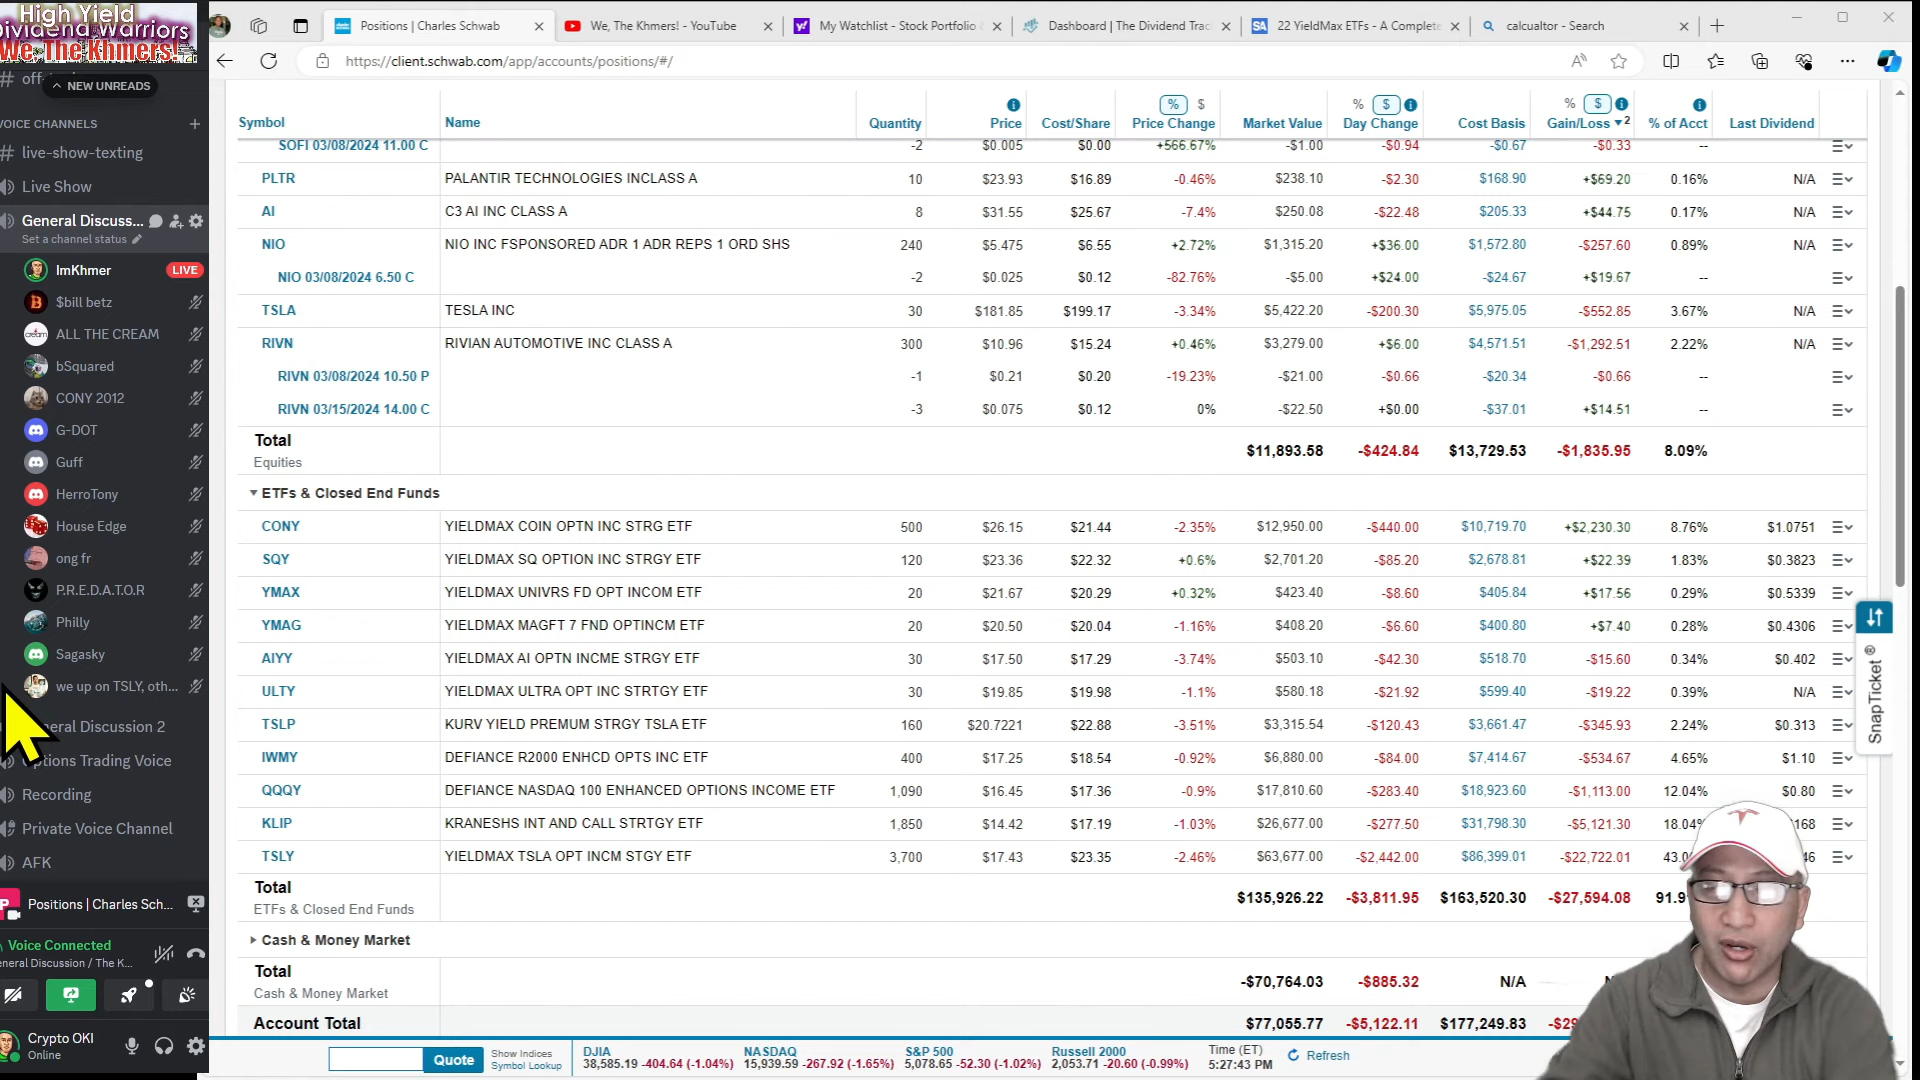 High Yield
Dividend Warriors
We The Khmers!
NEW UNREADS
VOICE CHANNELS
live-show-texting
Live Show
General Discuss...
Set a channel status
ImKhmer LIVE
$bill betz
ALL THE CREAM
bSquared
CONY 2012
G-DOT
Guff
HerroTony
House Edge
ong fr
P.R.E.D.A.T.O.R
Philly
Sagasky
we up on TSLY, oth...
eral Discussion 2
ptions Trading Voice
Recording
Private Voice Channel
AFK
Positions | Charles Sch...
Voice Connected
eneral Discussion / The K...
Crypto OKI
Online
Positions | Charles Schwab
We, The Khmers! - YouTube
My Watchlist - Stock Portfolio
Dashboard | The Dividend Trac
22 YieldMax ETFs - A Complete
calcualtor - Search
https://client.schwab.com/app/accounts/positions/#/
% $ % $ % $
Symbol Name Quantity Price Cost/Share Price Change Market Value Day Change Cost Basis Gain/Loss 2 % of Acct Last Dividend
SOFI 03/08/2024 11.00 C -2 $0.005 $0.00 +566.67% -$1.00 -$0.94 -$0.67 -$0.33 --
PLTR PALANTIR TECHNOLOGIES INCLASS A 10 $23.93 $16.89 -0.46% $238.10 -$2.30 $168.90 +$69.20 0.16% N/A
AI C3 AI INC CLASS A 8 $31.55 $25.67 -7.4% $250.08 -$22.48 $205.33 +$44.75 0.17% N/A
NIO NIO INC FSPONSORED ADR 1 ADR REPS 1 ORD SHS 240 $5.475 $6.55 +2.72% $1,315.20 +$36.00 $1,572.80 -$257.60 0.89% N/A
NIO 03/08/2024 6.50 C -2 $0.025 $0.12 -82.76% -$5.00 +$24.00 -$24.67 +$19.67 --
TSLA TESLA INC 30 $181.85 $199.17 -3.34% $5,422.20 -$200.30 $5,975.05 -$552.85 3.67% N/A
RIVN RIVIAN AUTOMOTIVE INC CLASS A 300 $10.96 $15.24 +0.46% $3,279.00 +$6.00 $4,571.51 -$1,292.51 2.22% N/A
RIVN 03/08/2024 10.50 P -1 $0.21 $0.20 -19.23% -$21.00 -$0.66 -$20.34 -$0.66 --
RIVN 03/15/2024 14.00 C -3 $0.075 $0.12 0% -$22.50 +$0.00 -$37.01 +$14.51 --
Total $11,893.58 -$424.84 $13,729.53 -$1,835.95 8.09%
Equities
ETFs & Closed End Funds
CONY YIELDMAX COIN OPTN INC STRG ETF 500 $26.15 $21.44 -2.35% $12,950.00 -$440.00 $10,719.70 +$2,230.30 8.76% $1.0751
SQY YIELDMAX SQ OPTION INC STRGY ETF 120 $23.36 $22.32 +0.6% $2,701.20 -$85.20 $2,678.81 +$22.39 1.83% $0.3823
YMAX YIELDMAX UNIVRS FD OPT INCOM ETF 20 $21.67 $20.29 +0.32% $423.40 -$8.60 $405.84 +$17.56 0.29% $0.5339
YMAG YIELDMAX MAGFT 7 FND OPTINCM ETF 20 $20.50 $20.04 -1.16% $408.20 -$6.60 $400.80 +$7.40 0.28% $0.4306
AIYY YIELDMAX AI OPTN INCME STRGY ETF 30 $17.50 $17.29 -3.74% $503.10 -$42.30 $518.70 -$15.60 0.34% $0.402
ULTY YIELDMAX ULTRA OPT INC STRTGY ETF 30 $19.85 $19.98 -1.1% $580.18 -$21.92 $599.40 -$19.22 0.39% N/A
TSLP KURV YIELD PREMUM STRGY TSLA ETF 160 $20.7221 $22.88 -3.51% $3,315.54 -$120.43 $3,661.47 -$345.93 2.24% $0.313
IWMY DEFIANCE R2000 ENHCD OPTS INC ETF 400 $17.25 $18.54 -0.92% $6,880.00 -$84.00 $7,414.67 -$534.67 4.65% $1.10
QQQY DEFIANCE NASDAQ 100 ENHANCED OPTIONS INCOME ETF 1,090 $16.45 $17.36 -0.9% $17,810.60 -$283.40 $18,923.60 -$1,113.00 12.04% $0.80
KLIP KRANESHS INT AND CALL STRTGY ETF 1,850 $14.42 $17.19 -1.03% $26,677.00 -$277.50 $31,798.30 -$5,121.30 18.04% 168
TSLY YIELDMAX TSLA OPT INCM STGY ETF 3,700 $17.43 $23.35 -2.46% $63,677.00 -$2,442.00 $86,399.01 -$22,722.01 43.0 46
Total $135,926.22 -$3,811.95 $163,520.30 -$27,594.08 91.9
ETFs & Closed End Funds
Cash & Money Market
Total -$70,764.03 -$885.32 N/A
Cash & Money Market
Account Total $77,055.77 -$5,122.11 $177,249.83 -$29
SnapTicket®
Quote
Show Indices
Symbol Lookup
DJIA
38,585.19 -404.64 (-1.04%)
NASDAQ
15,939.59 -267.92 (-1.65%)
S&P 500
5,078.65 -52.30 (-1.02%)
Russell 2000
2,053.71 -20.60 (-0.99%)
Time (ET)
5:27:43 PM
Refresh